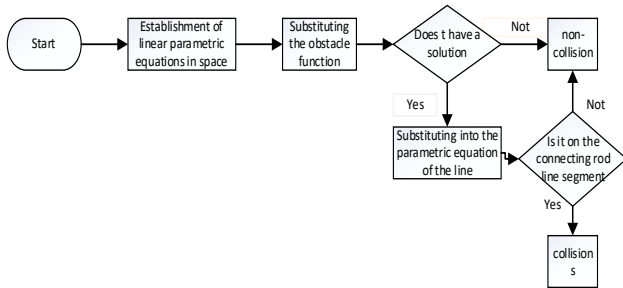 Start
Establishment of
linear parametric
equations in space
Substituting
the obstacle
function
Does t have a
solution
Not
non-
collision
Yes
Substituting into the
parametric equation
of the line
Is it on the
connecting rod
line segment
Not
Yes
collision
s